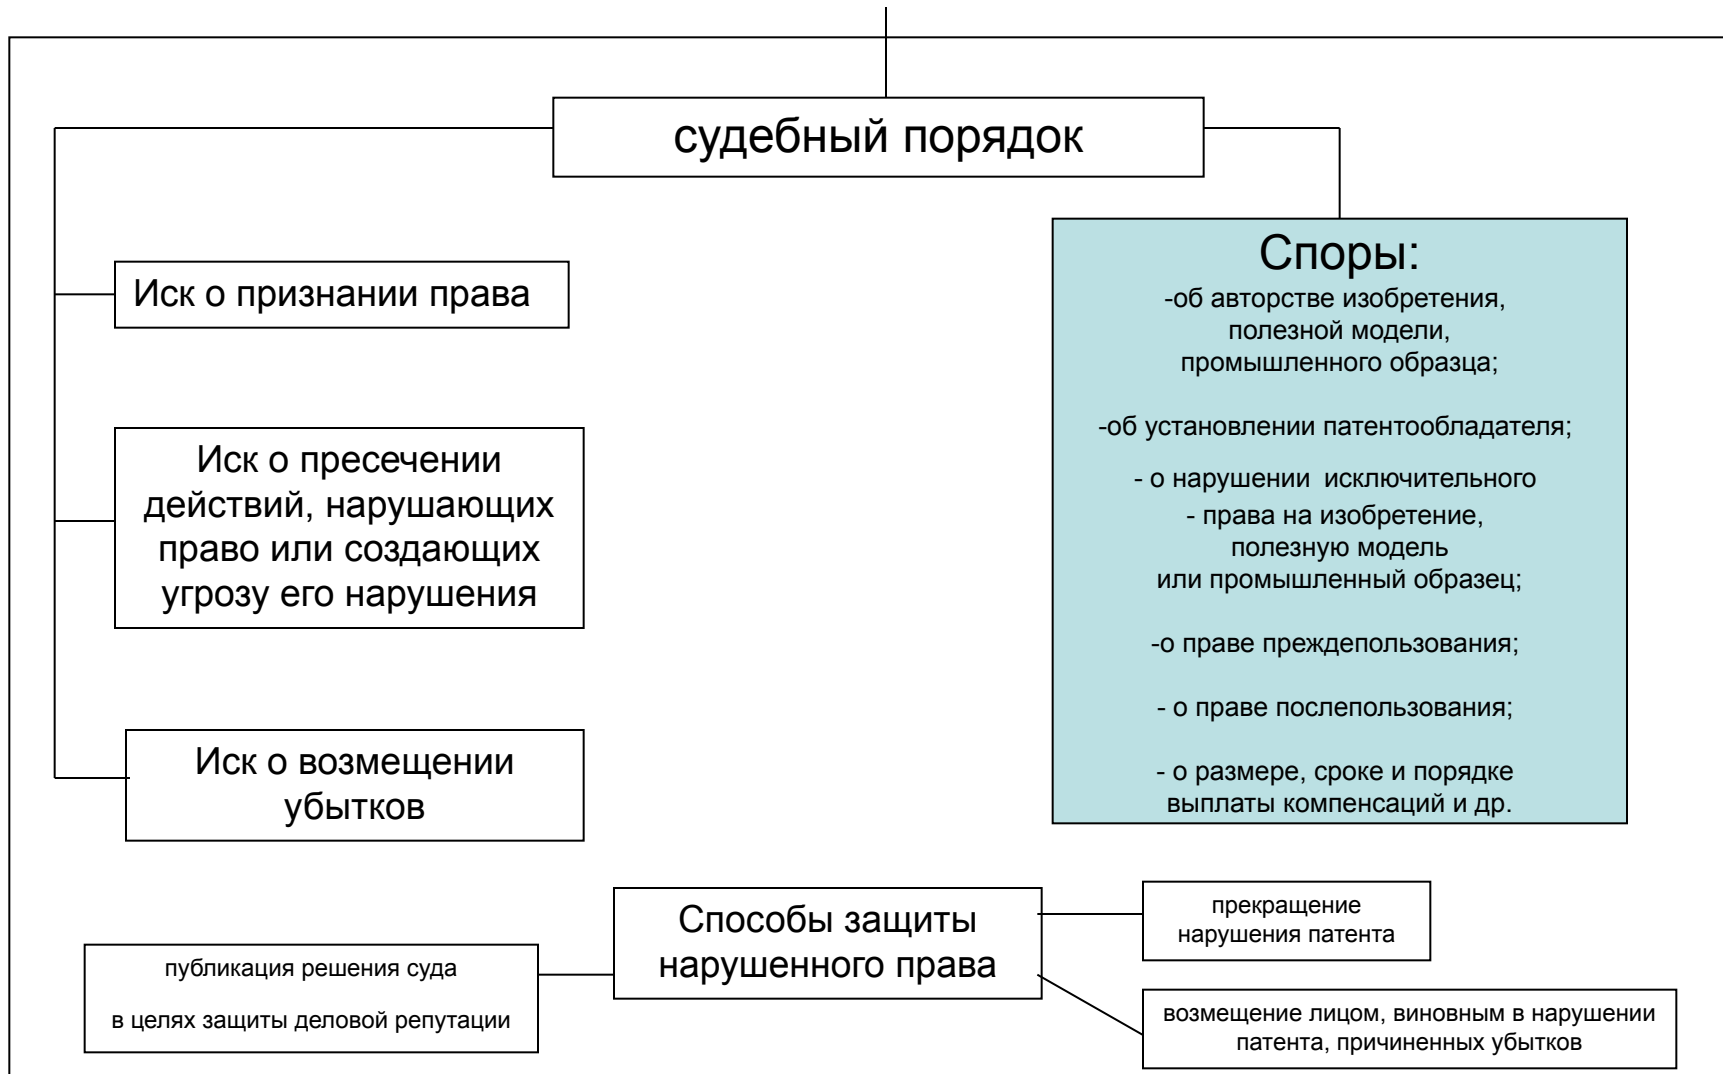 судебный порядок
Иск о признании права
Иск о пресечении
действий, нарушающих
право или создающих
угрозу его нарушения
Иск о возмещении
убытков
Споры:
-об авторстве изобретения,
полезной модели,
промышленного образца;
-об установлении патентообладателя;
- о нарушении исключительного
- права на изобретение,
полезную модель
или промышленный образец;
-о праве преждепользования;
- о праве послепользования;
- о размере, сроке и порядке
выплаты компенсаций и др.
Способы защиты
нарушенного права
публикация решения суда
в целях защиты деловой репутации
прекращение
нарушения патента
возмещение лицом, виновным в нарушении
патента, причиненных убытков